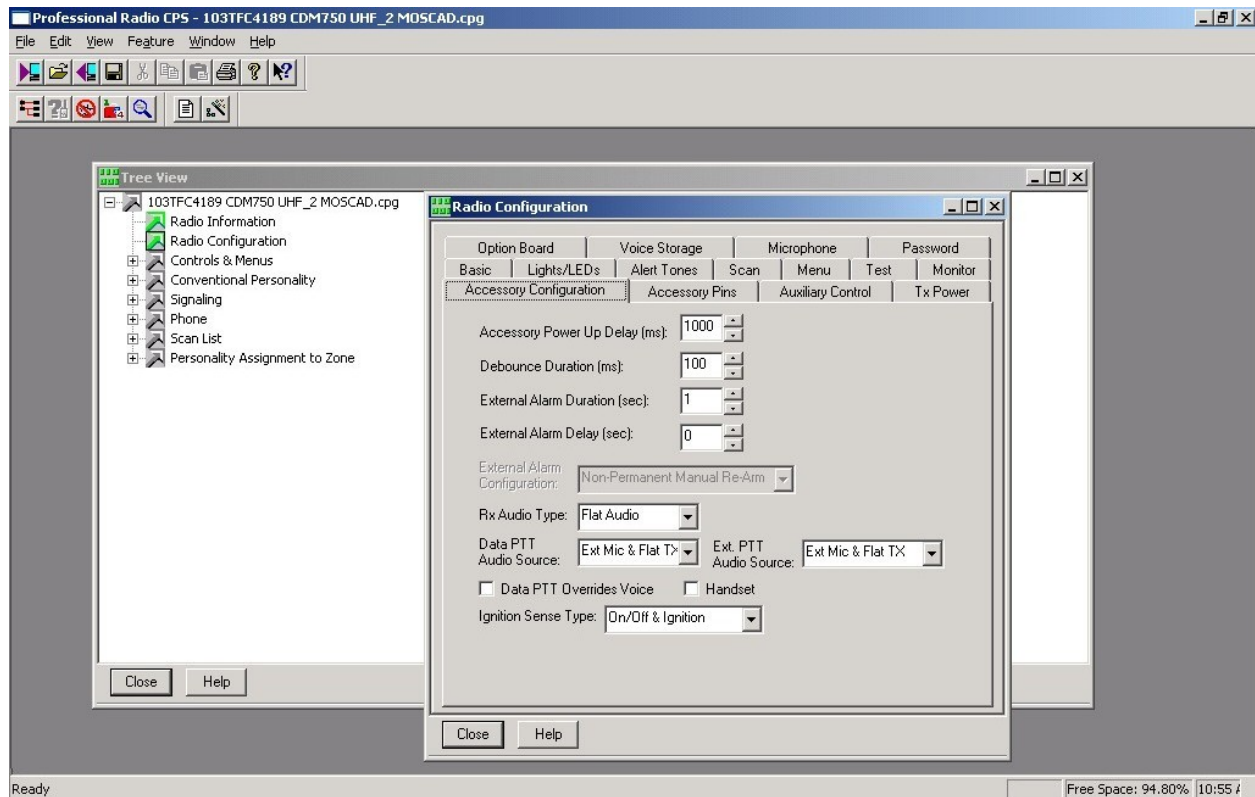 Professional Radio CPS - 103TFC4189 CDM750 UHF_2 MOSCAD.cpg
File Edit View Feature Window Help
Tree View
103TFC4189 CDM750 UHF_2 MOSCAD.cpg
Radio Information
Radio Configuration
Controls & Menus
Conventional Personality
Signaling
Phone
Scan List
Personality Assignment to Zone
Close Help
Radio Configuration
Option Board Voice Storage Microphone Password
Basic Lights/LEDs Alert Tones Scan Menu Test Monitor
Accessory Configuration Accessory Pins Auxiliary Control Tx Power
Accessory Power Up Delay (ms): 1000
Debounce Duration (ms): 100
External Alarm Duration (sec): 1
External Alarm Delay (sec): 0
External Alarm
Configuration: Non-Permanent Manual Re-Arm
Rx Audio Type: Flat Audio
Data PTT
Audio Source: Ext Mic & Flat TX
Ext. PTT
Audio Source: Ext Mic & Flat TX
Data PTT Overrides Voice Handset
Ignition Sense Type: On/Off & Ignition
Close Help
Ready Free Space: 94.80% 10:55